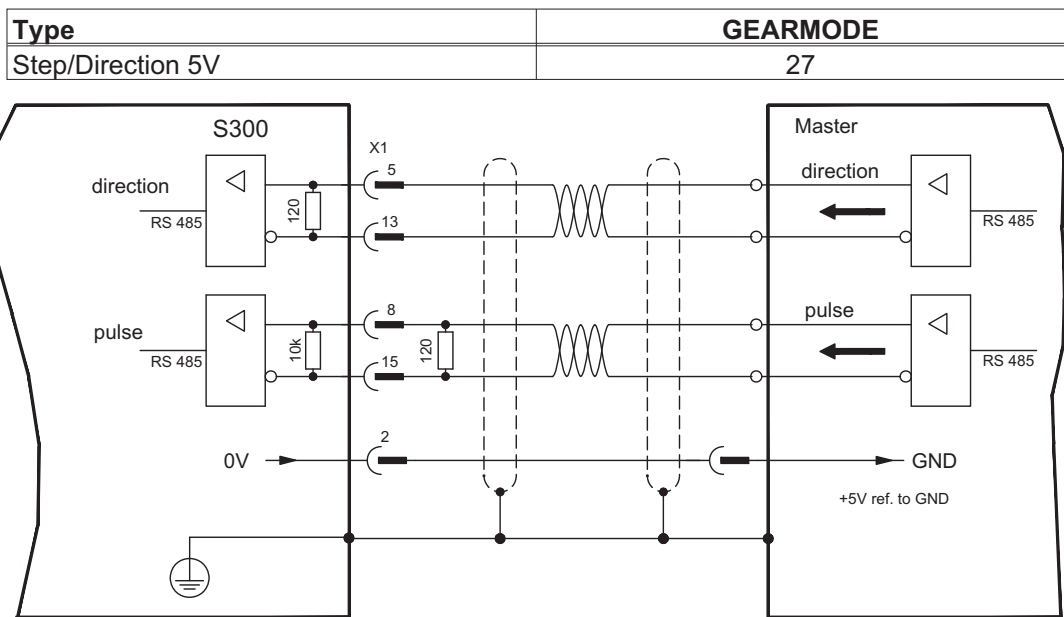 Type GEARMODE
Step/Direction 5V 27
S300
Master
X1
direction
5
direction
120
RS 485
13
RS 485
pulse
8
pulse
10k
120
RS 485
15
RS 485
2
0V
GND
+5V ref. to GND